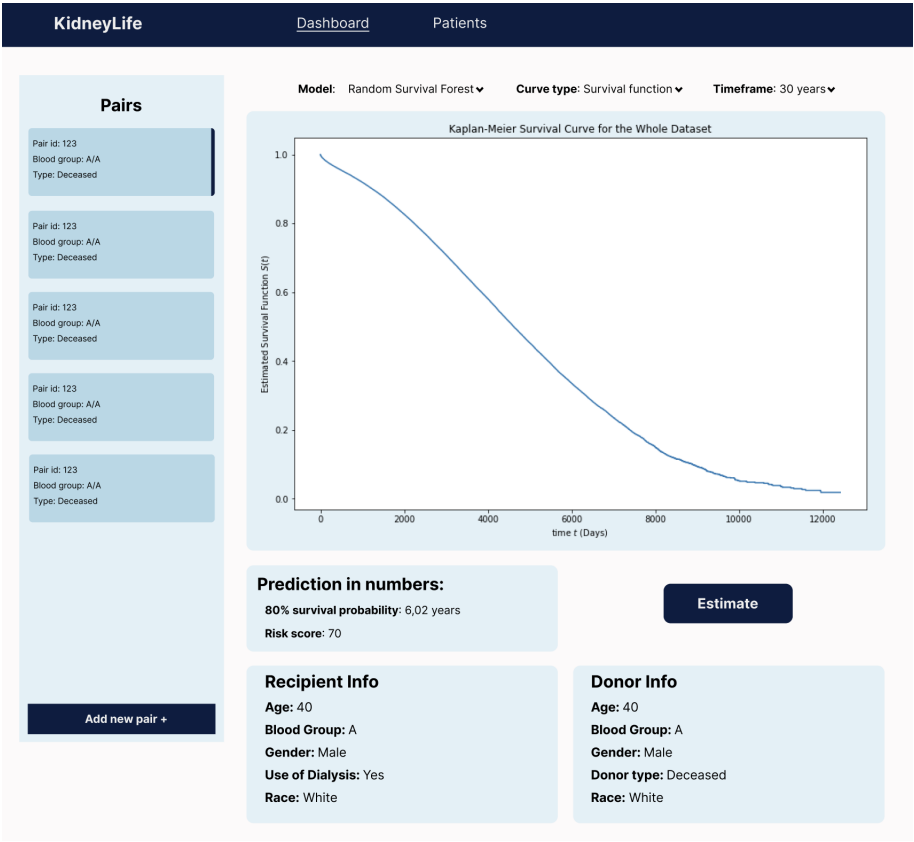 KidneyLife Dashboard Patients
Pairs
Pair id: 123
Blood group: A/A
Type: Deceased
Pair id: 123
Blood group: A/A
Type: Deceased
Pair id: 123
Blood group: A/A
Type: Deceased
Pair id: 123
Blood group: A/A
Type: Deceased
Pair id: 123
Blood group: A/A
Type: Deceased
Add new pair +
Model: Random Survival Forest Curve type: Survival function Timeframe: 30 years
Kaplan-Meier Survival Curve for the Whole Dataset
Estimated Survival Function S(t)
1.0
0.8
0.6
0.4
0.2
0.0
0 2000 4000 6000 8000 10000 12000
time t (Days)
Prediction in numbers:
80% survival probability: 6,02 years
Risk score: 70
Estimate
Recipient Info
Age: 40
Blood Group: A
Gender: Male
Use of Dialysis: Yes
Race: White
Donor Info
Age: 40
Blood Group: A
Gender: Male
Donor type: Deceased
Race: White